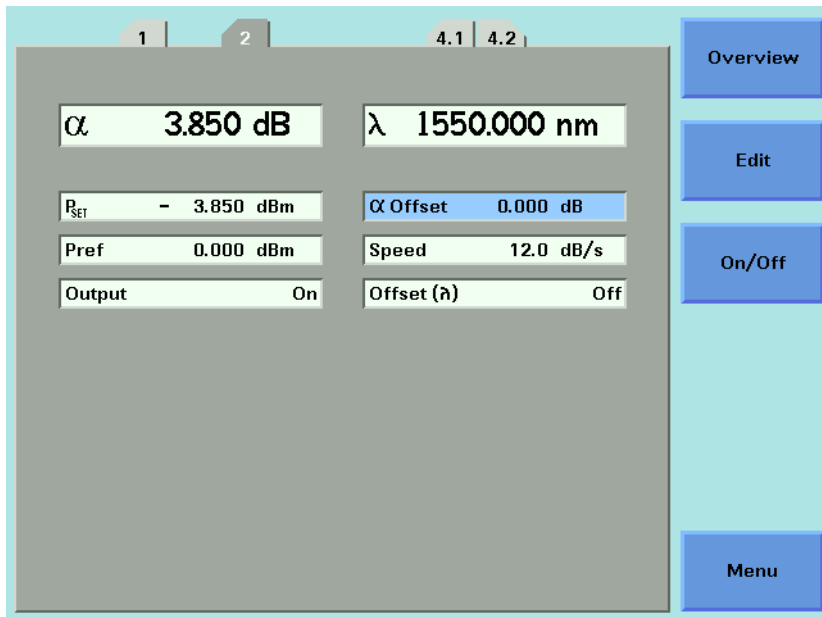 1 2 4.1 4.2
Overview
α 3.850 dB
λ 1550.000 nm
Edit
PSET - 3.850 dBm
α Offset 0.000 dB
Pref 0.000 dBm
Speed 12.0 dB/s
On/Off
Output On
Offset (λ) Off
Menu